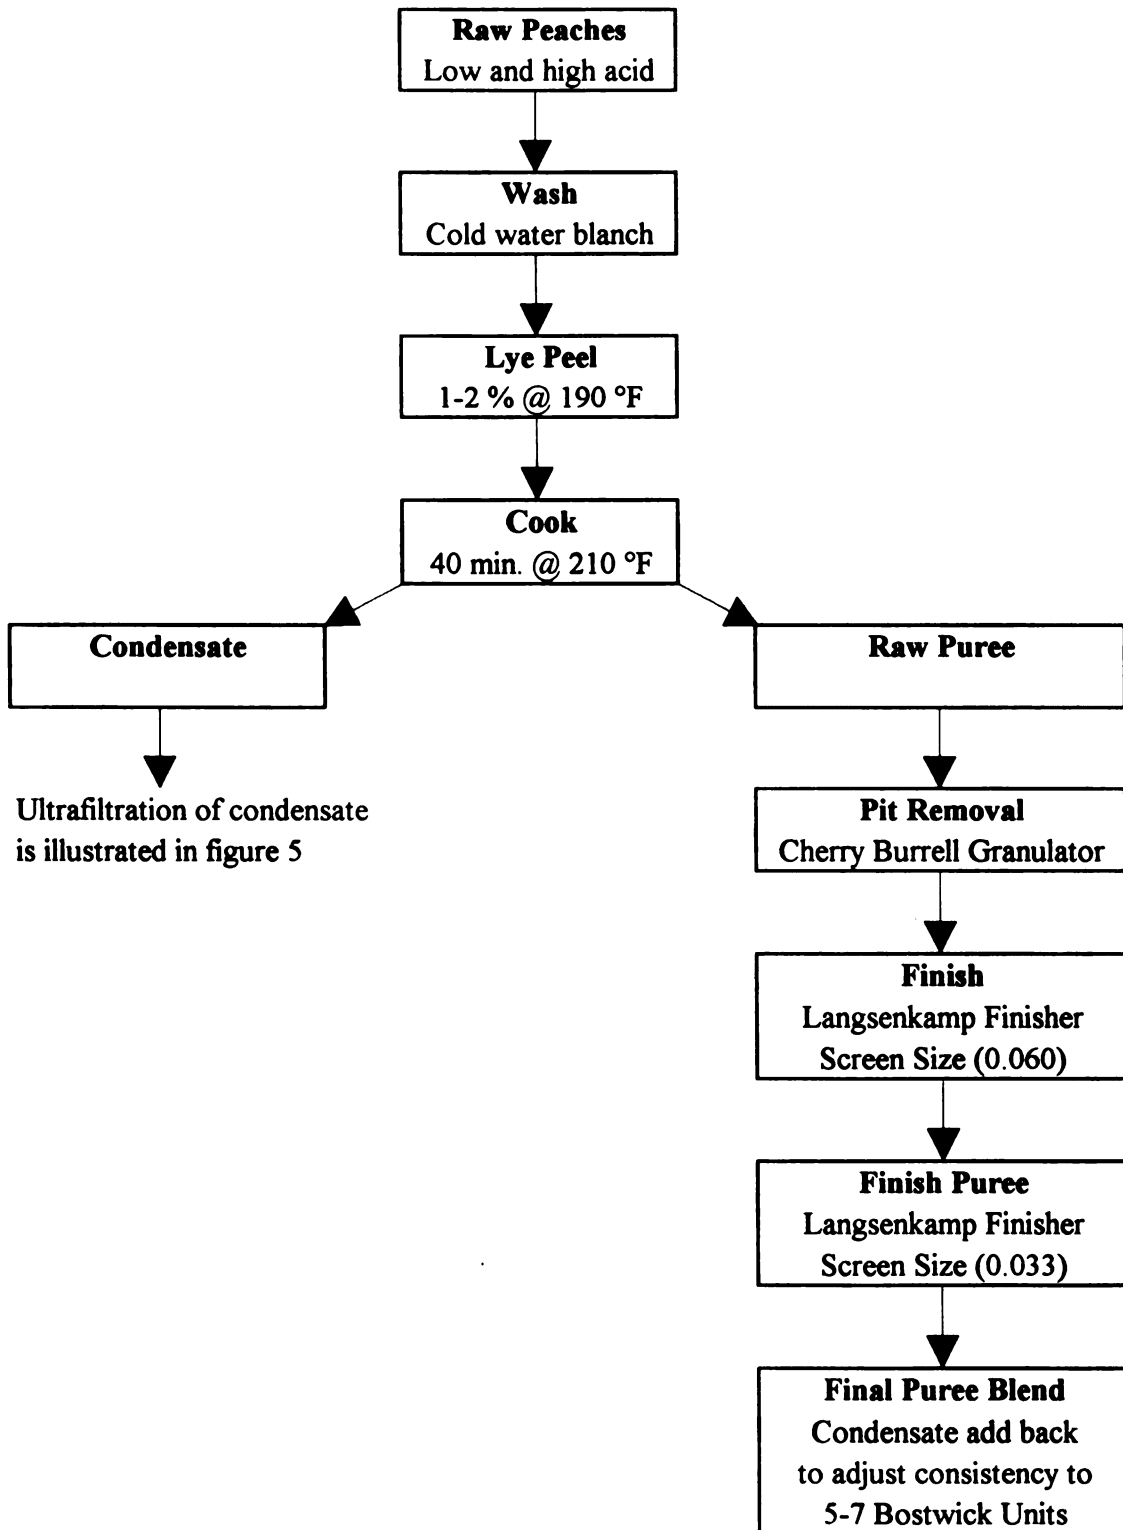 Raw Peaches
Low and high acid
Wash
Cold water blanch
Lye Peel
1-2 % @ 190 °F
Cook
40 min. @ 210 °F
Condensate
Ultrafiltration of condensate
is illustrated in figure 5
Raw Puree
Pit Removal
Cherry Burrell Granulator
Finish
Langsenkamp Finisher
Screen Size (0.060)
Finish Puree
Langsenkamp Finisher
Screen Size (0.033)
Final Puree Blend
Condensate add back
to adjust consistency to
5-7 Bostwick Units